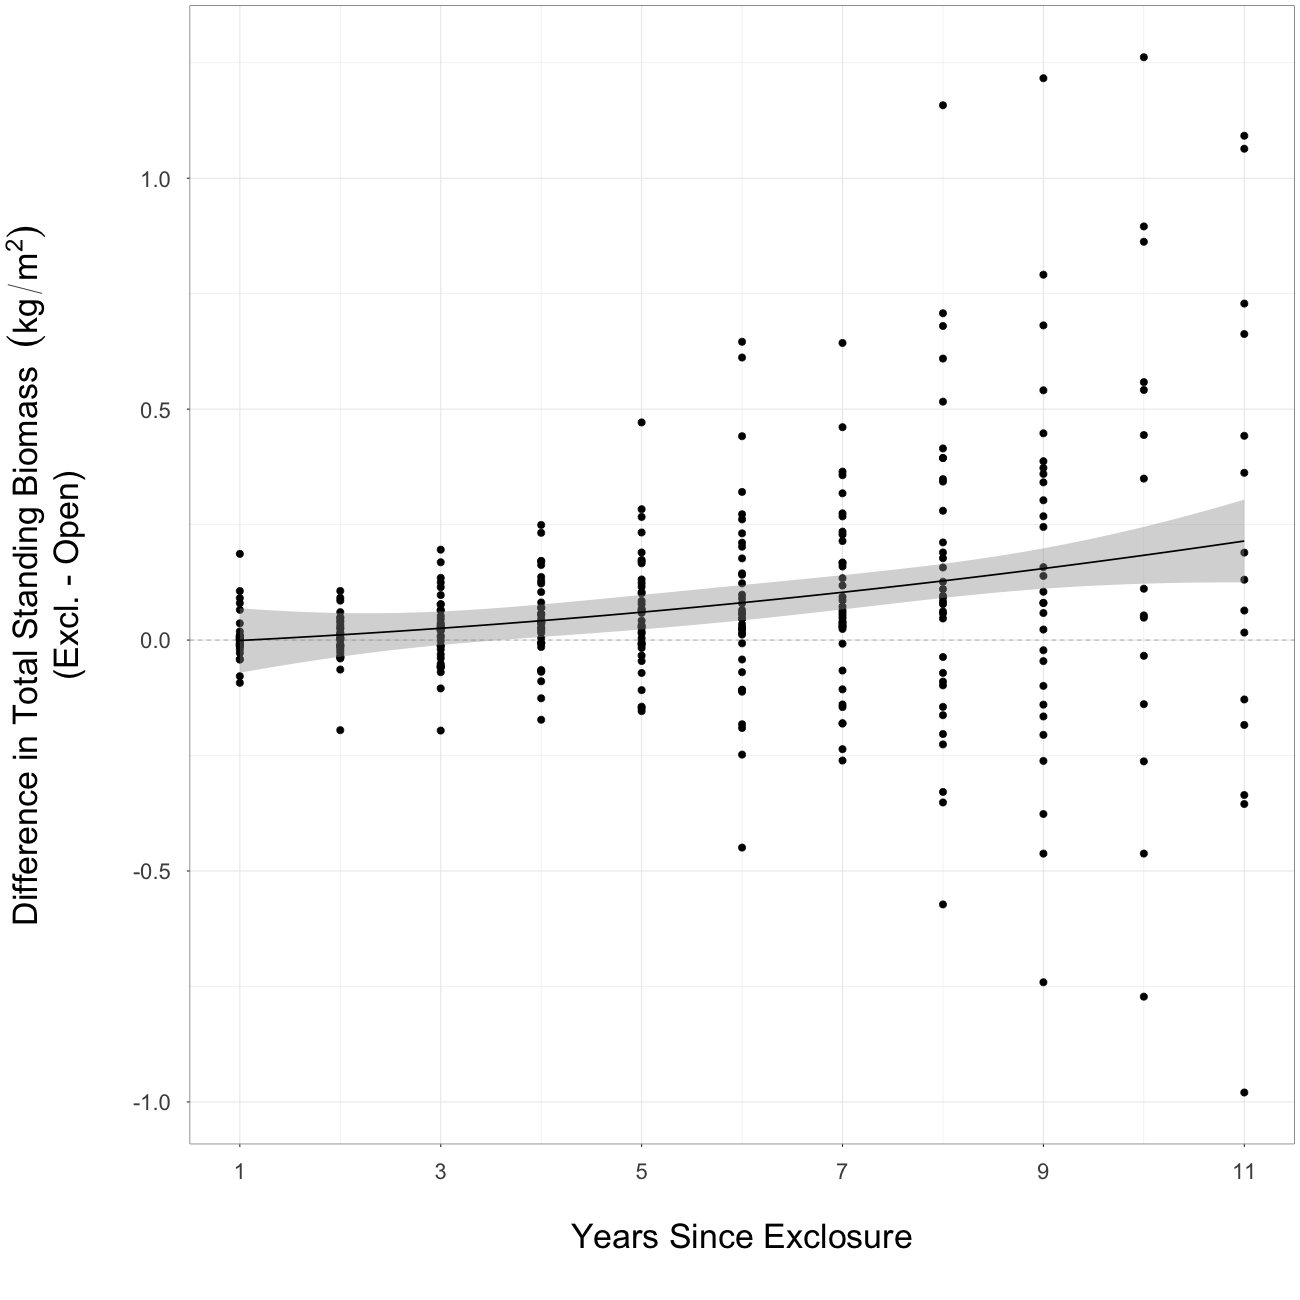 Difference in Total Standing Biomass (kg/m²)
(Excl. - Open)
1.0
0.5
0.0
-0.5
-1.0
1 3 5 7 9 11
Years Since Exclosure